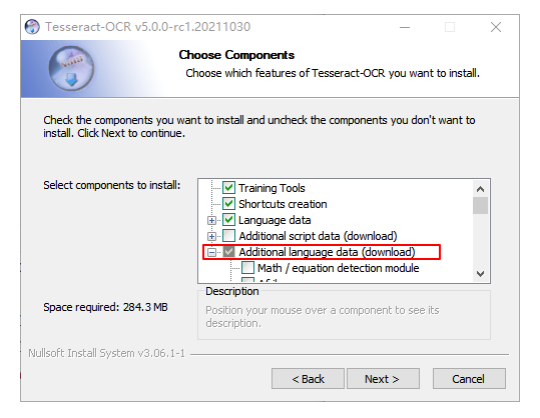 Tesseract-OCR v5.0.0-rc1.20211030
Choose Components
Choose which features of Tesseract-OCR you want to install.
Check the components you want to install and uncheck the components you don't want to
install. Click Next to continue.
Select components to install:
Training Tools
Shortcuts creation
Language data
Additional script data (download)
Additional language data (download)
Math / equation detection module
Space required: 284.3 MB
Description
Position your mouse over a component to see its
description.
Nullsoft Install System v3.06.1-1
< Back
Next >
Cancel